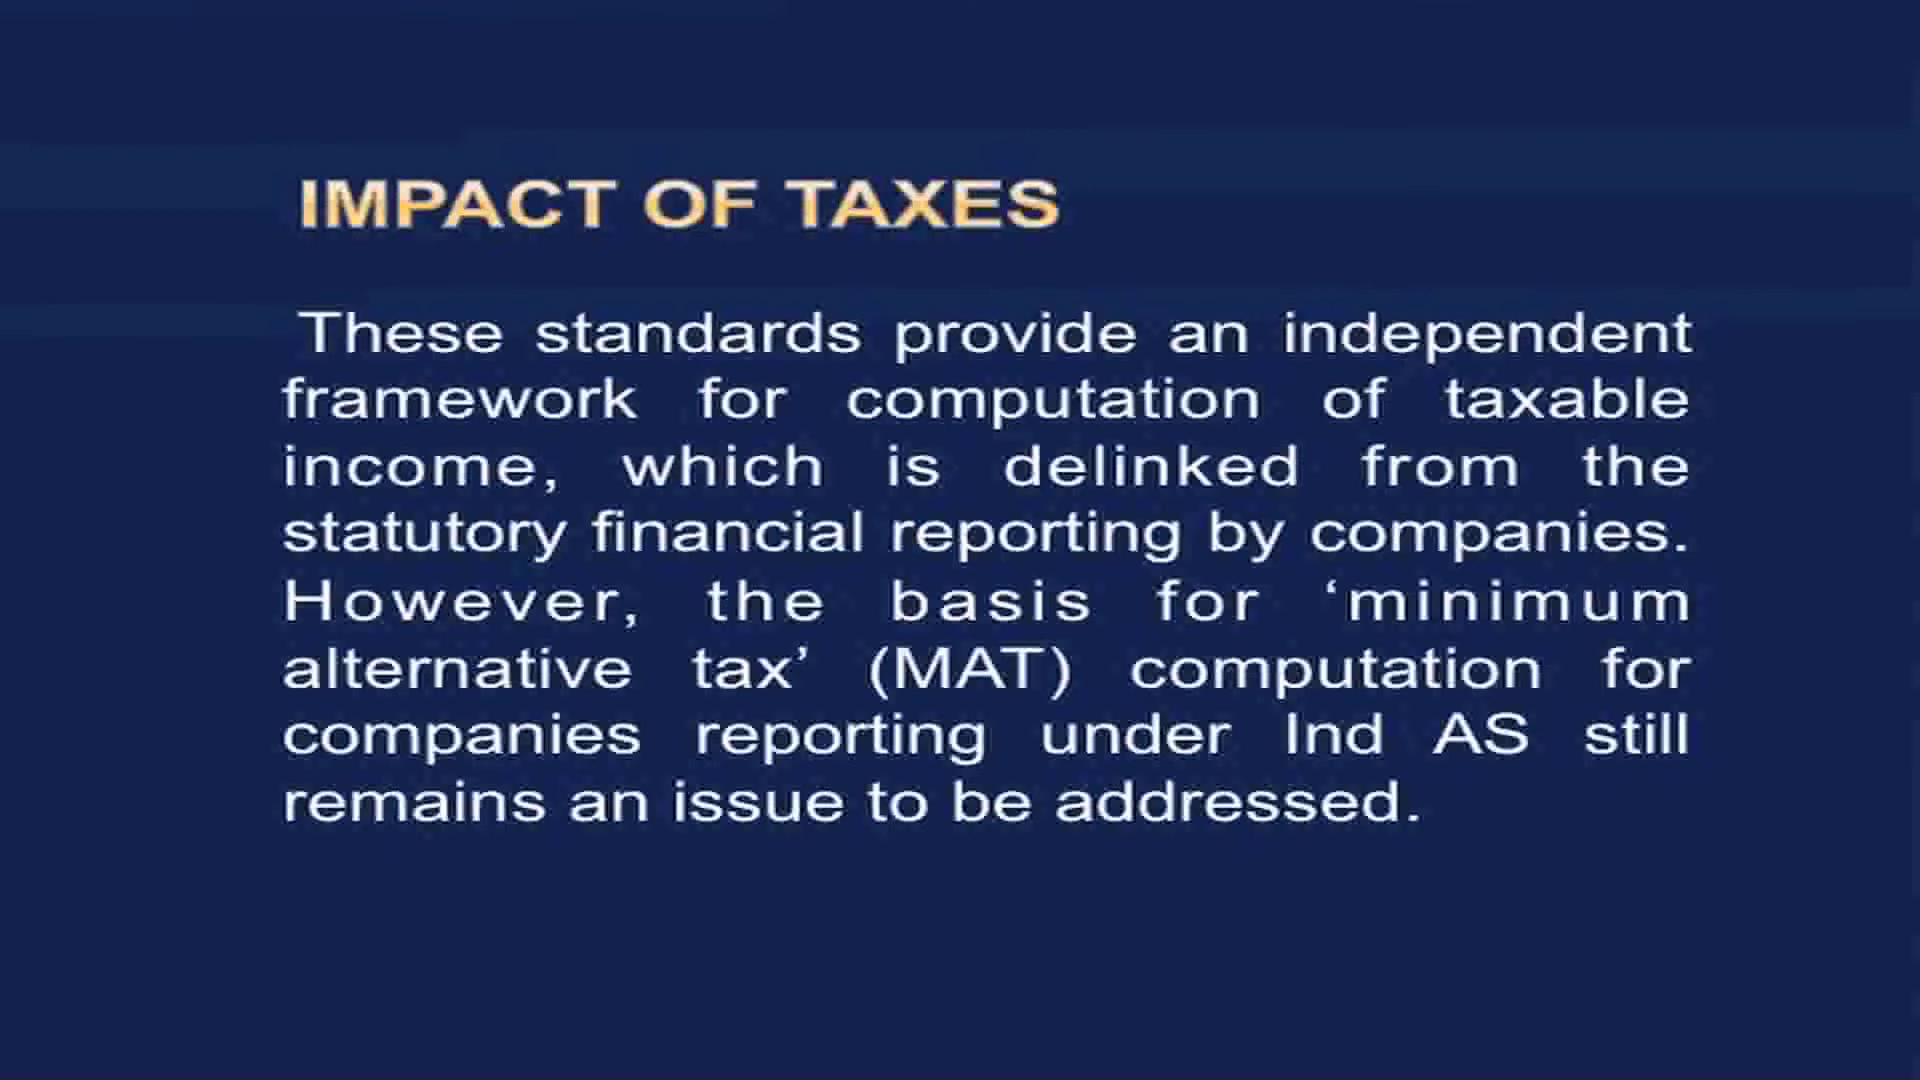 IMPACT OF TAXES
These standards provide an independent
framework for computation of taxable
income, which is delinked from the
statutory financial reporting by companies.
However, the basis for ‘minimum
alternative tax’ (MAT) computation for
companies reporting under Ind AS still
remains an issue to be addressed.